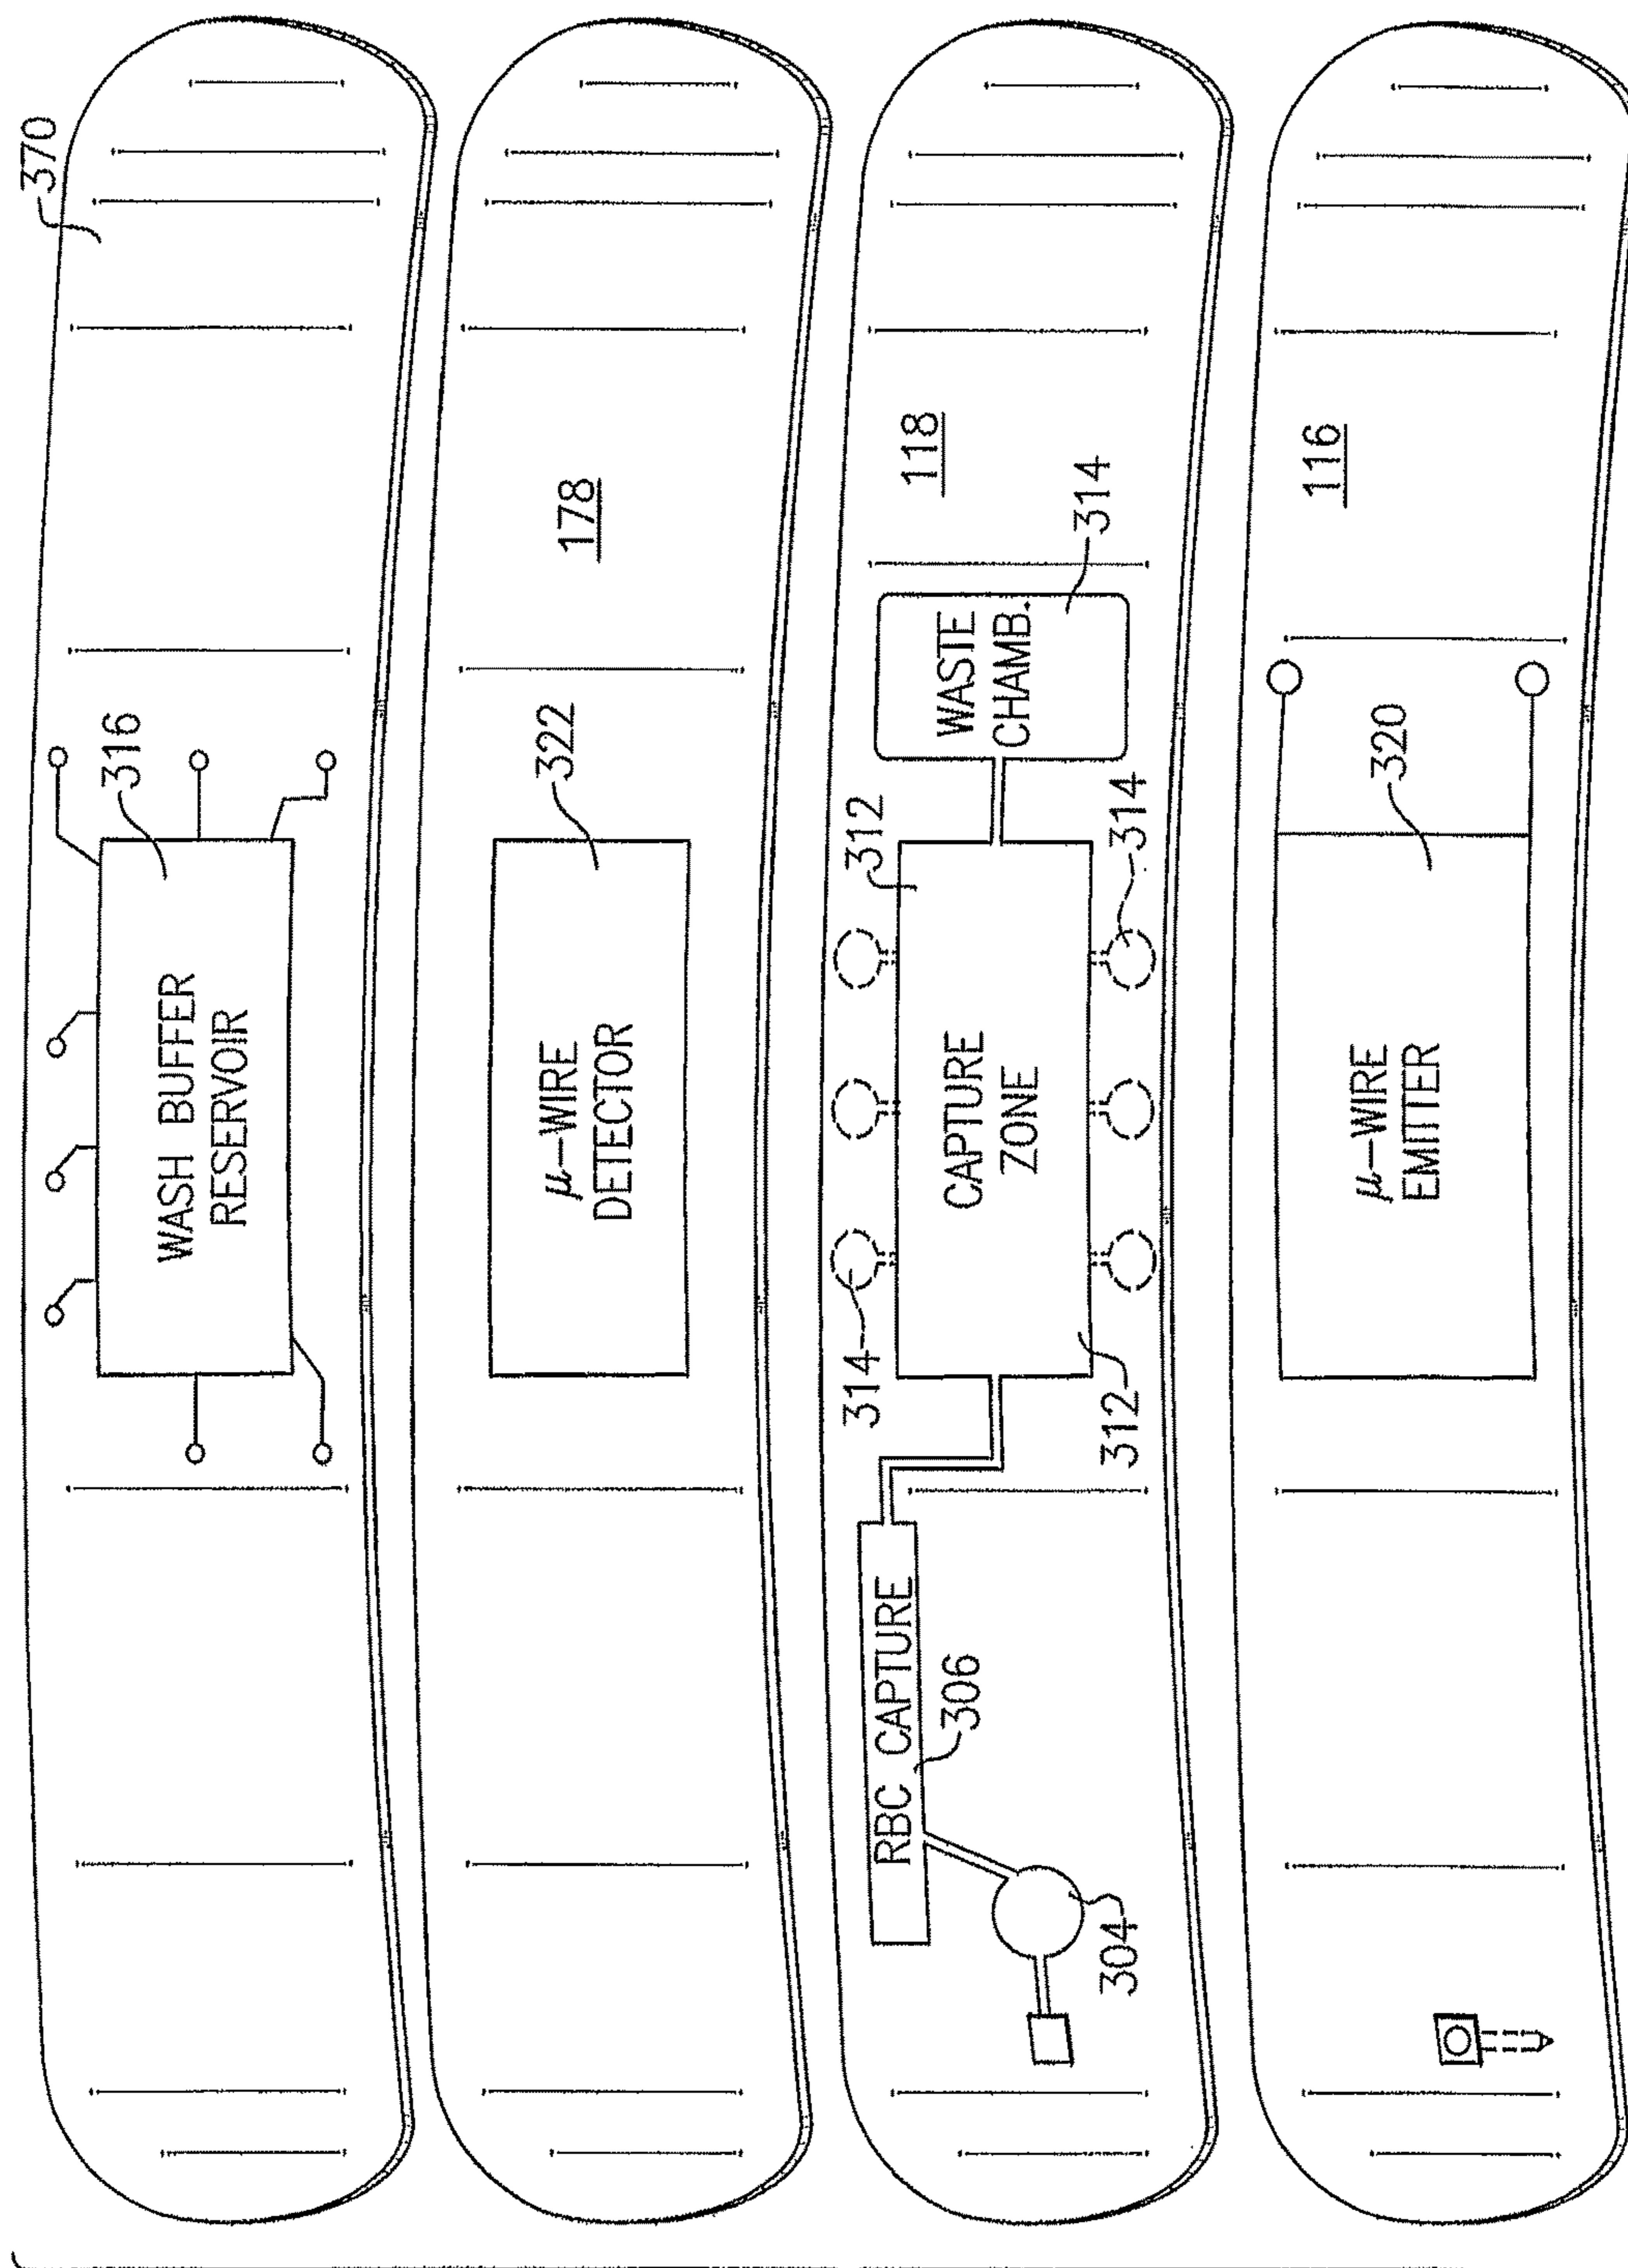 370
316
WASH BUFFER
RESERVOIR
178
322
μ-WIRE
DETECTOR
118
314
WASTE
CHAMB.
312
314
CAPTURE
ZONE
314
312
RBC CAPTURE
306
304
116
320
μ-WIRE
EMITTER